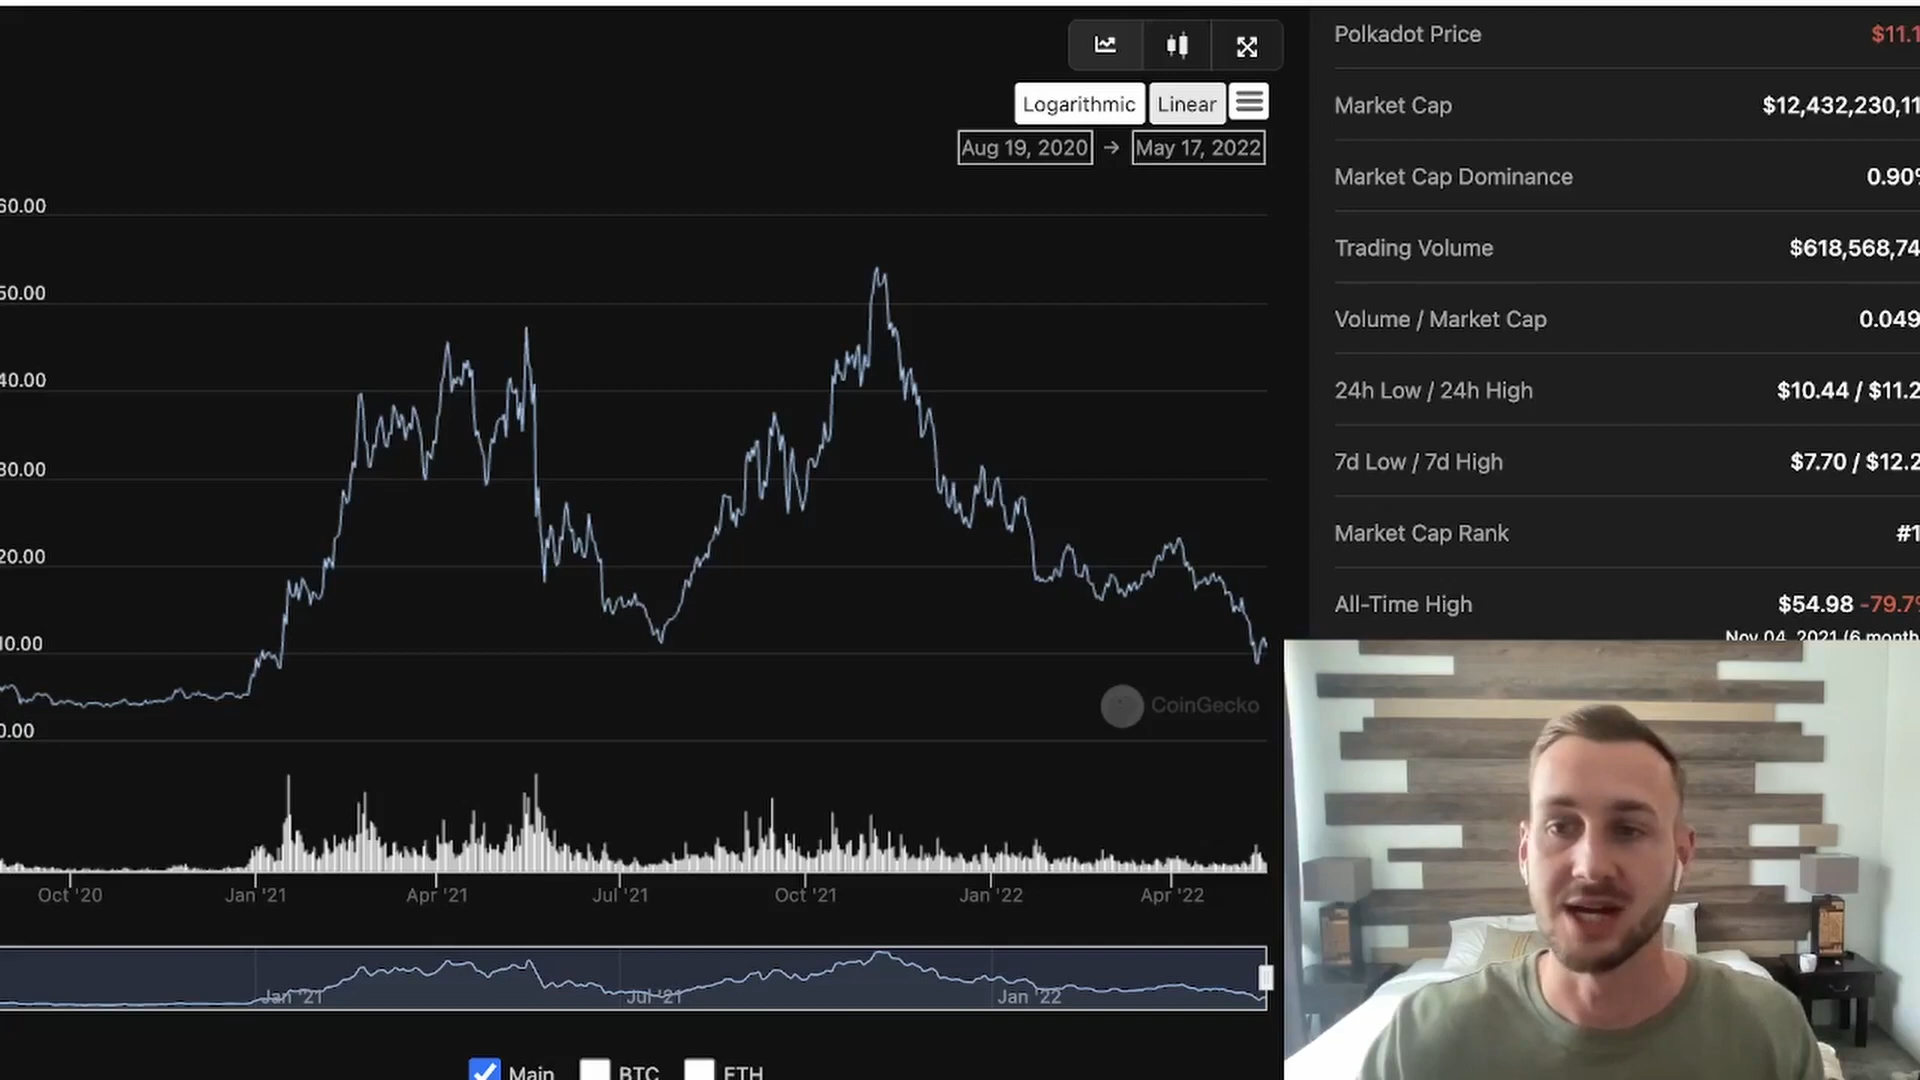 Polkadot Price $11.1
Logarithmic Linear
Market Cap $12,432,230,11
Aug 19, 2020 → May 17, 2022
Market Cap Dominance 0.90%
60.00
Trading Volume $618,568,74
50.00
Volume / Market Cap 0.049
40.00
24h Low / 24h High $10.44 / $11.2
30.00
7d Low / 7d High $7.70 / $12.2
Market Cap Rank #1
20.00
All-Time High $54.98 -79.7%
Nov 04, 2021 (6 month
10.00
CoinGecko
0.00
Oct '20 Jan '21 Apr '21 Jul '21 Oct '21 Jan '22 Apr '22
Jan '21 Jul '21 Jan '22
Main BTC ETH